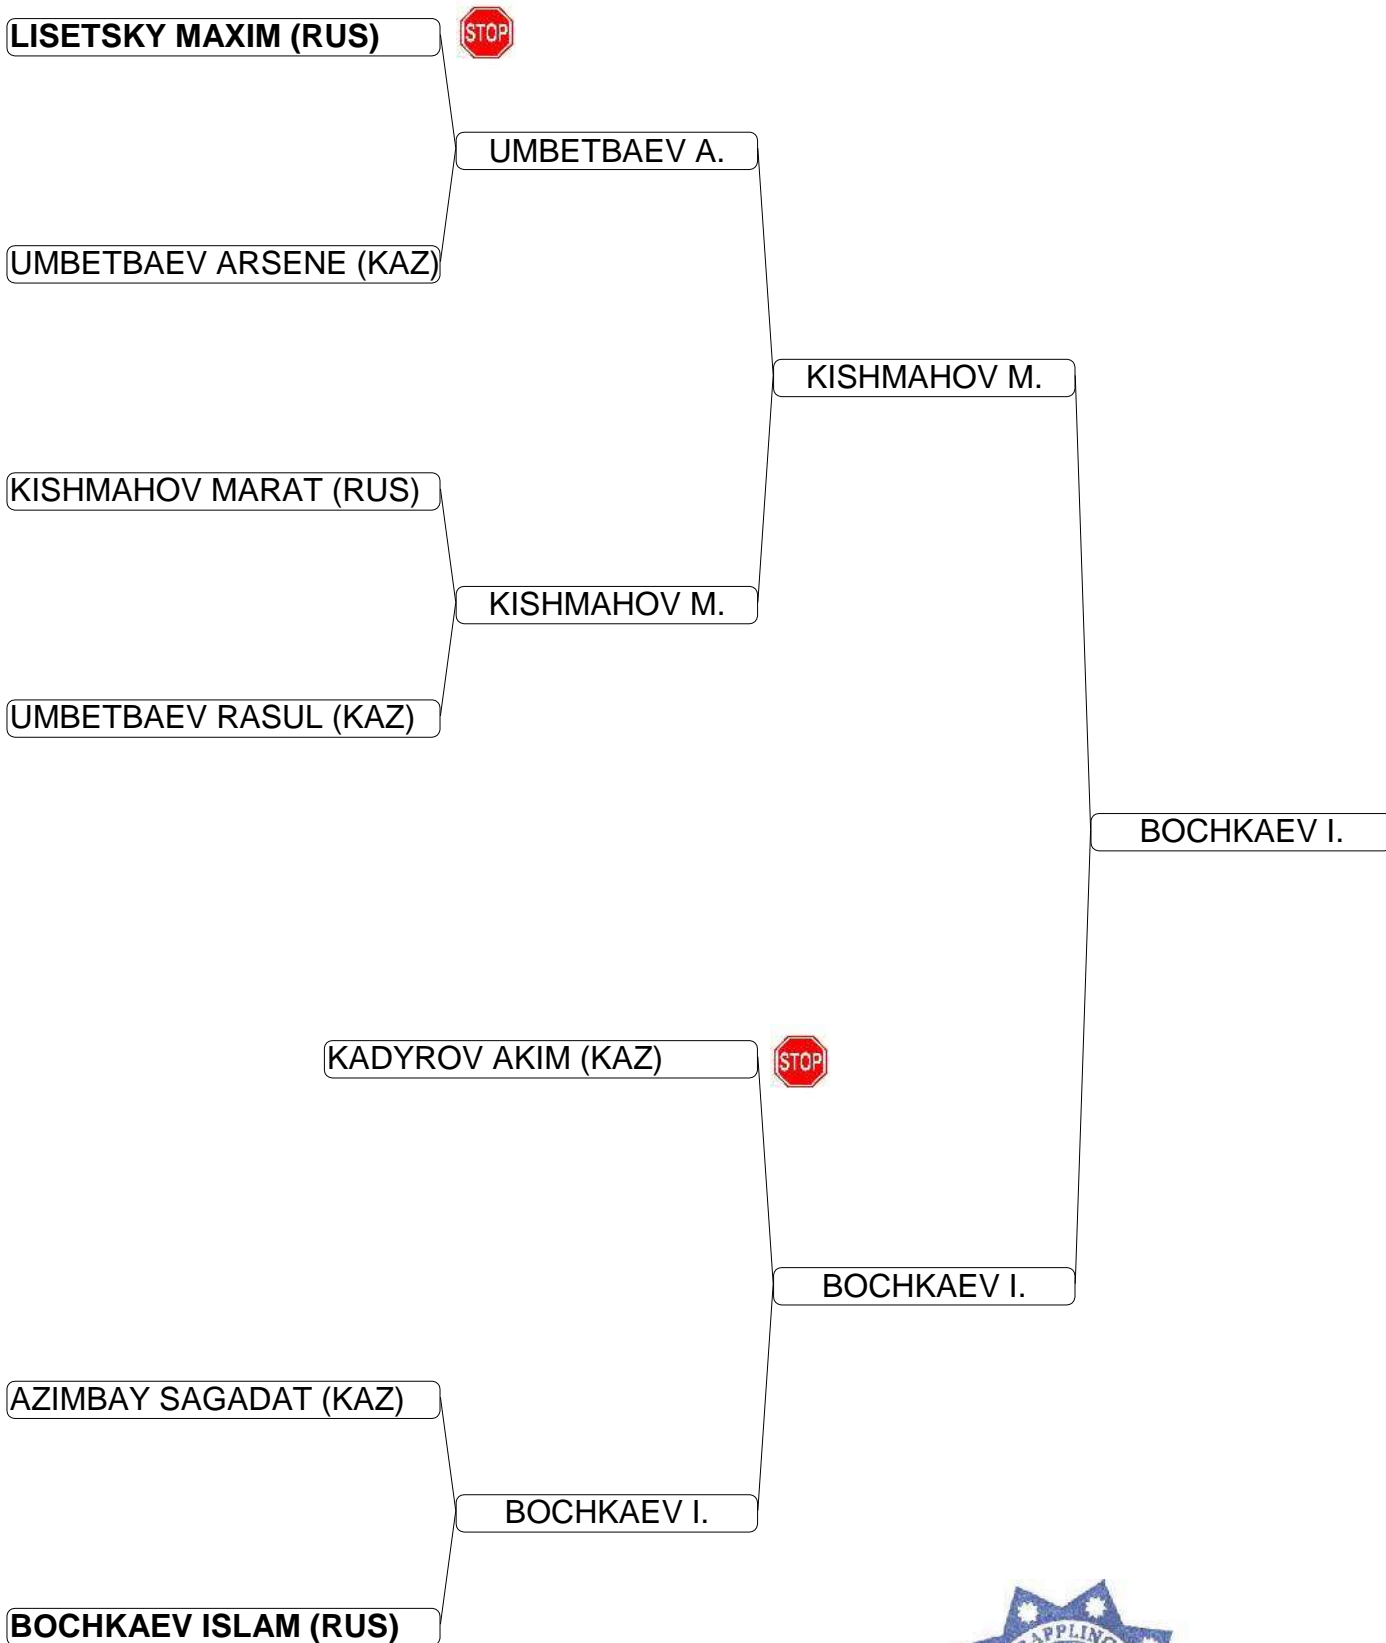 LISETSKY MAXIM (RUS)
STOP
UMBETBAEV A.
UMBETBAEV ARSENE (KAZ)
KISHMAHOV M.
KISHMAHOV MARAT (RUS)
KISHMAHOV M.
UMBETBAEV RASUL (KAZ)
BOCHKAEV I.
KADYROV AKIM (KAZ)
STOP
BOCHKAEV I.
AZIMBAY SAGADAT (KAZ)
BOCHKAEV I.
BOCHKAEV ISLAM (RUS)